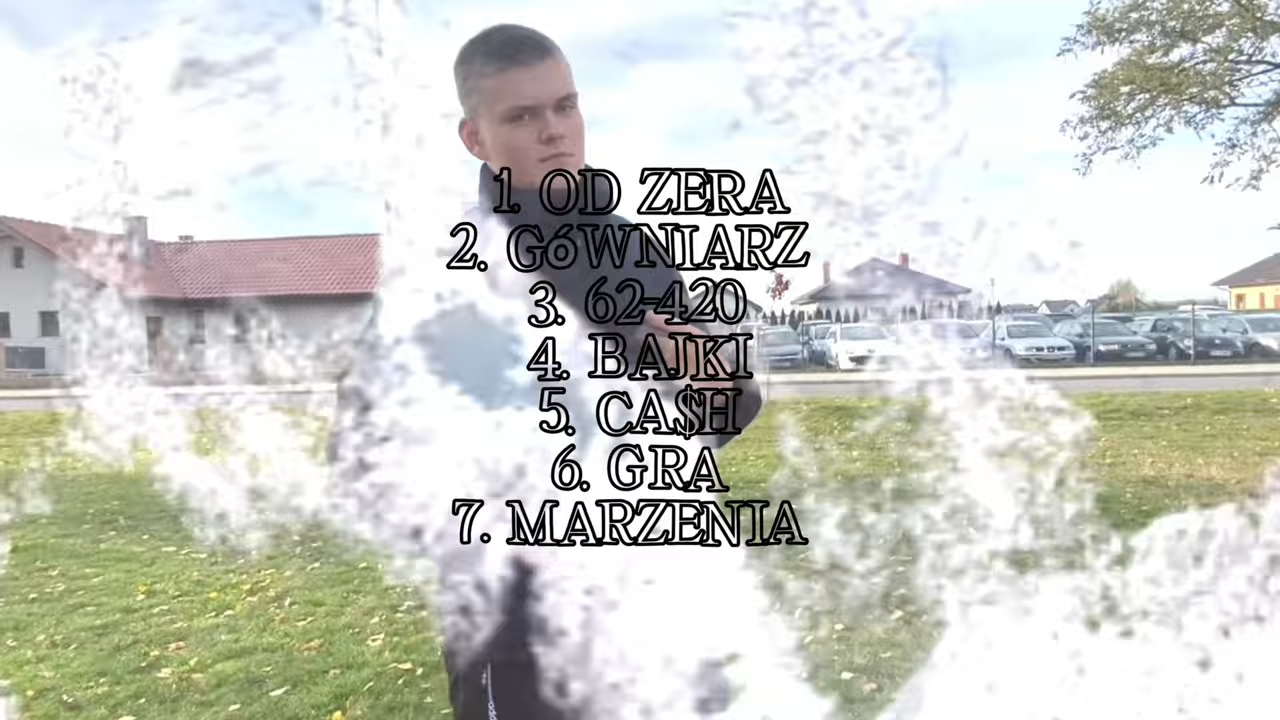 1. OD ZERA
2. GÓWNIARZ
3. 62-420
4. BAJKI
5. CA$H
6. GRA
7. MARZENIA